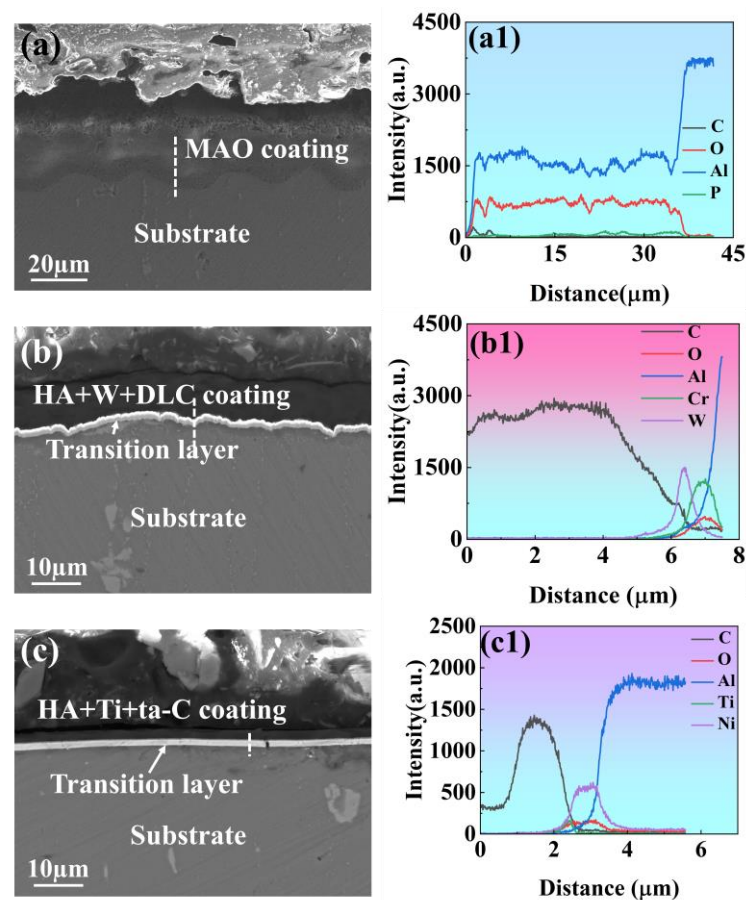 (a)
MAO coating
Substrate
20μm
(a1)
4500
3000
1500
0
Intensity(a.u.)
C
O
Al
P
0 15 30 45
Distance(μm)
(b)
HA+W+DLC coating
Transition layer
Substrate
10μm
(b1)
4500
3000
1500
0
Intensity(a.u.)
C
O
Al
Cr
W
0 2 4 6 8
Distance (μm)
(c)
HA+Ti+ta-C coating
Transition layer
Substrate
10μm
(c1)
2500
2000
1500
1000
500
0
Intensity(a.u.)
C
O
Al
Ti
Ni
0 2 4 6
Distance (μm)